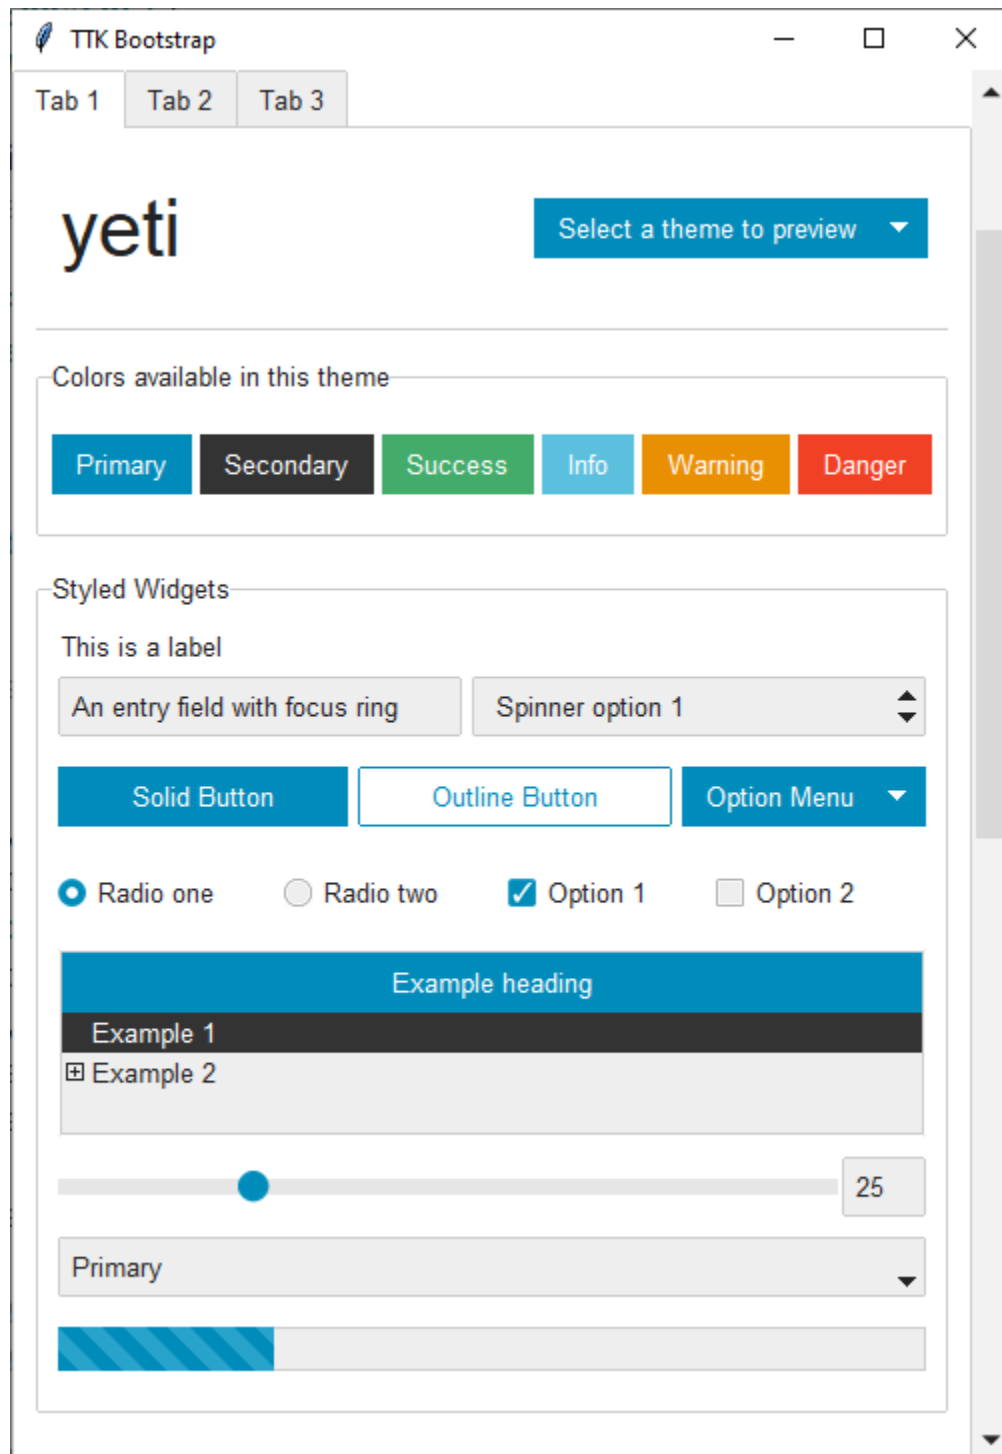 TTK Bootstrap
Tab 1 Tab 2 Tab 3
yeti
Select a theme to preview
Colors available in this theme
Primary Secondary Success Info Warning Danger
Styled Widgets
This is a label
An entry field with focus ring Spinner option 1
Solid Button Outline Button Option Menu
Radio one Radio two Option 1 Option 2
Example heading
Example 1
Example 2
25
Primary